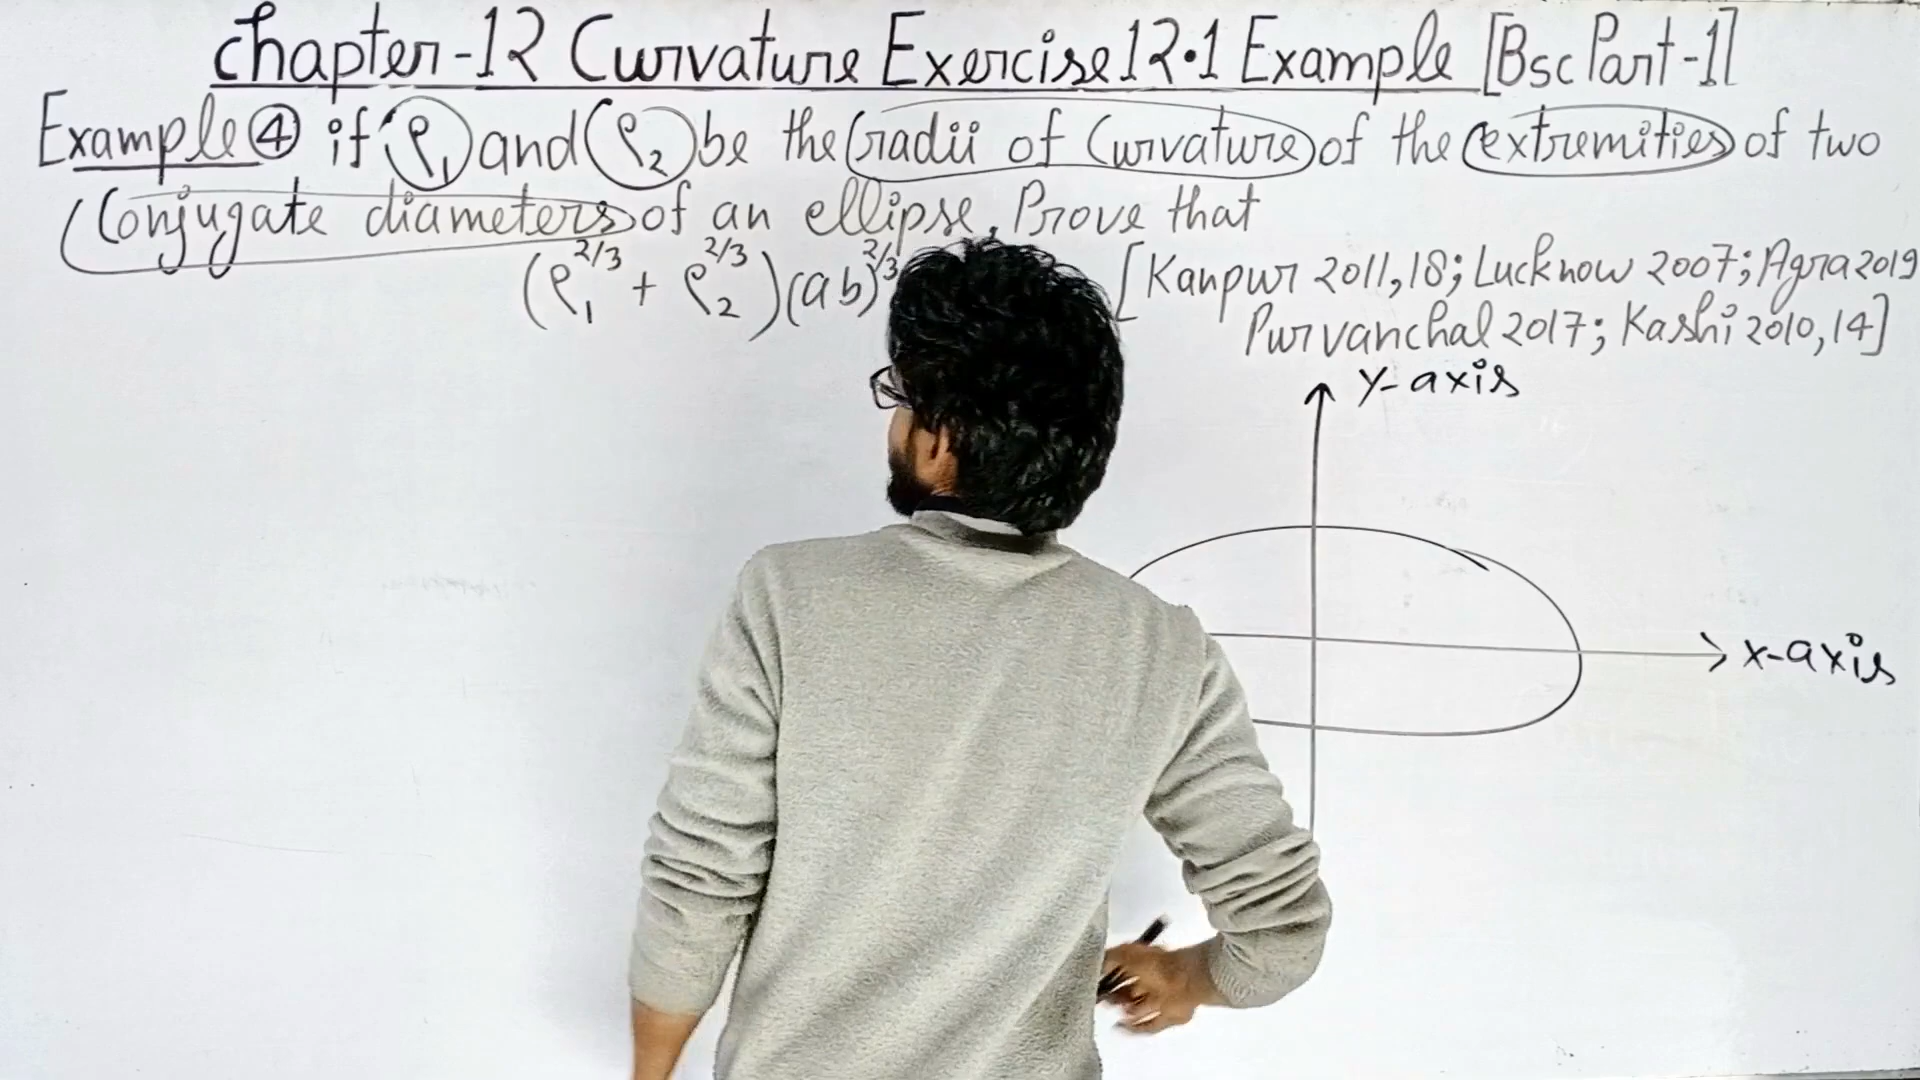 Chapter-12 Curvature Exercise 12.1 Example [Bsc Part-1]
Example ④ if ρ₁ and ρ₂ be the radii of Curvature of the extremities of two
Conjugate diameters of an ellipse, Prove that
(ρ₁^2/3 + ρ₂^2/3)(ab)^2/3
[Kanpur 2011,18; Lucknow 2007; Agra 2019
Purvanchal 2017; Kashi 2010,14]
y-axis
x-axis